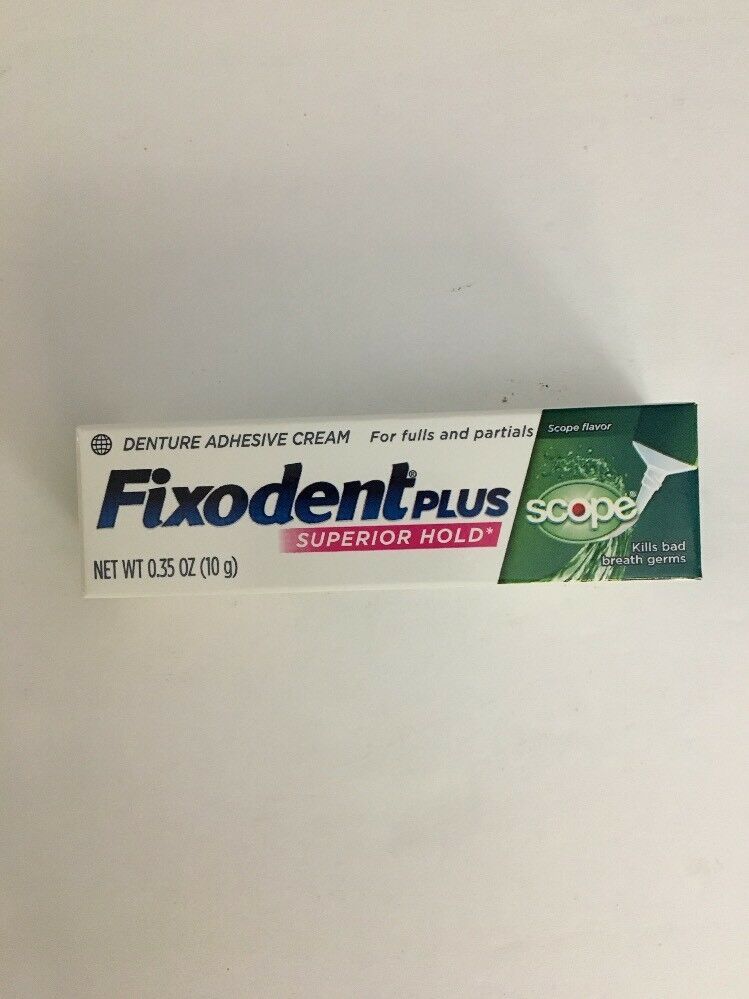 DENTURE ADHESIVE CREAM For fulls and partials
Fixodent® PLUS
SUPERIOR HOLD*
NET WT 0.35 OZ (10 g)
Scope flavor
scope®
Kills bad
breath germs